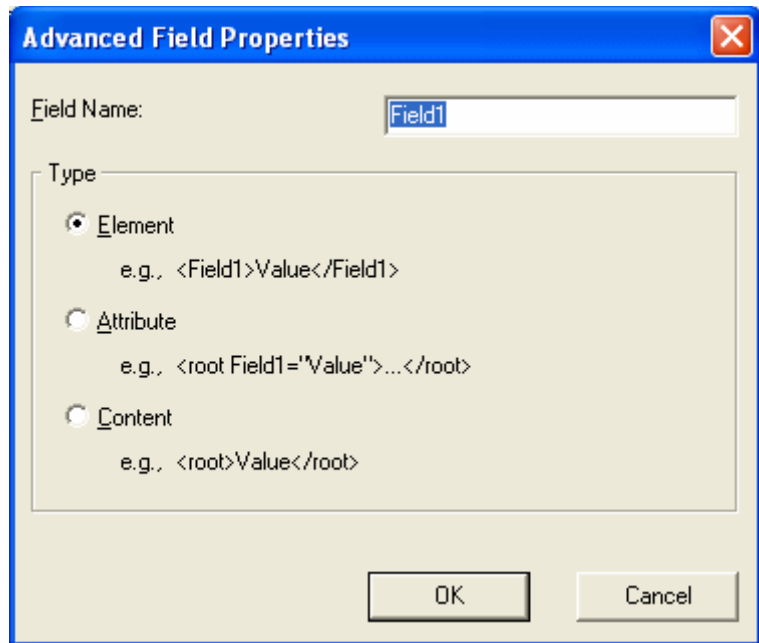 Advanced Field Properties
Field Name: Field1
Type
Element
e.g., <Field1>Value</Field1>
Attribute
e.g., <root Field1="Value">...</root>
Content
e.g., <root>Value</root>
OK Cancel